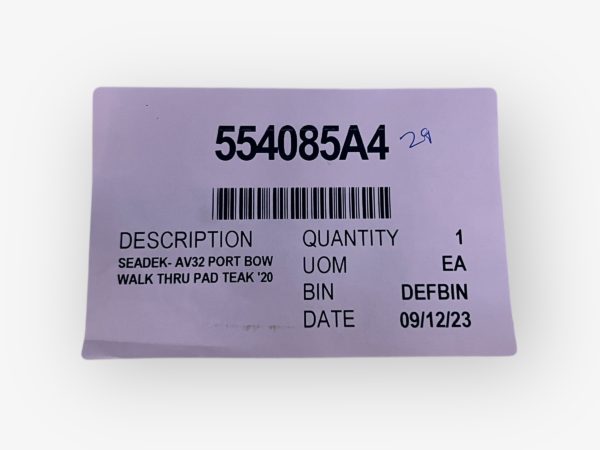 554085A4 29
DESCRIPTION
SEADEK- AV32 PORT BOW
WALK THRU PAD TEAK '20
QUANTITY 1
UOM EA
BIN DEFBIN
DATE 09/12/23